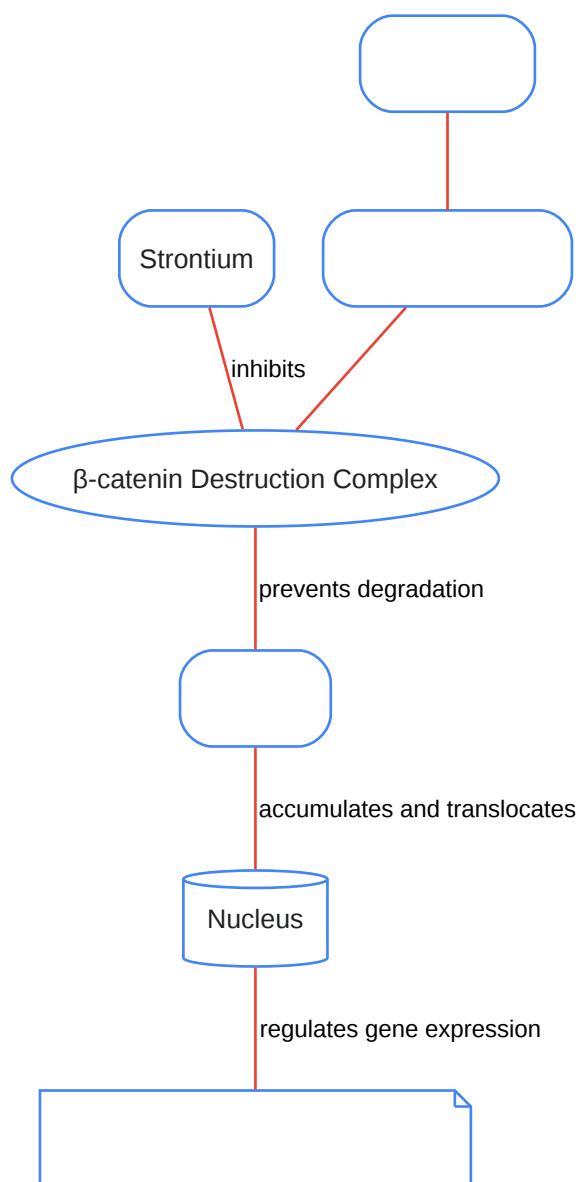 Strontium
inhibits
β-catenin Destruction Complex
prevents degradation
accumulates and translocates
Nucleus
regulates gene expression